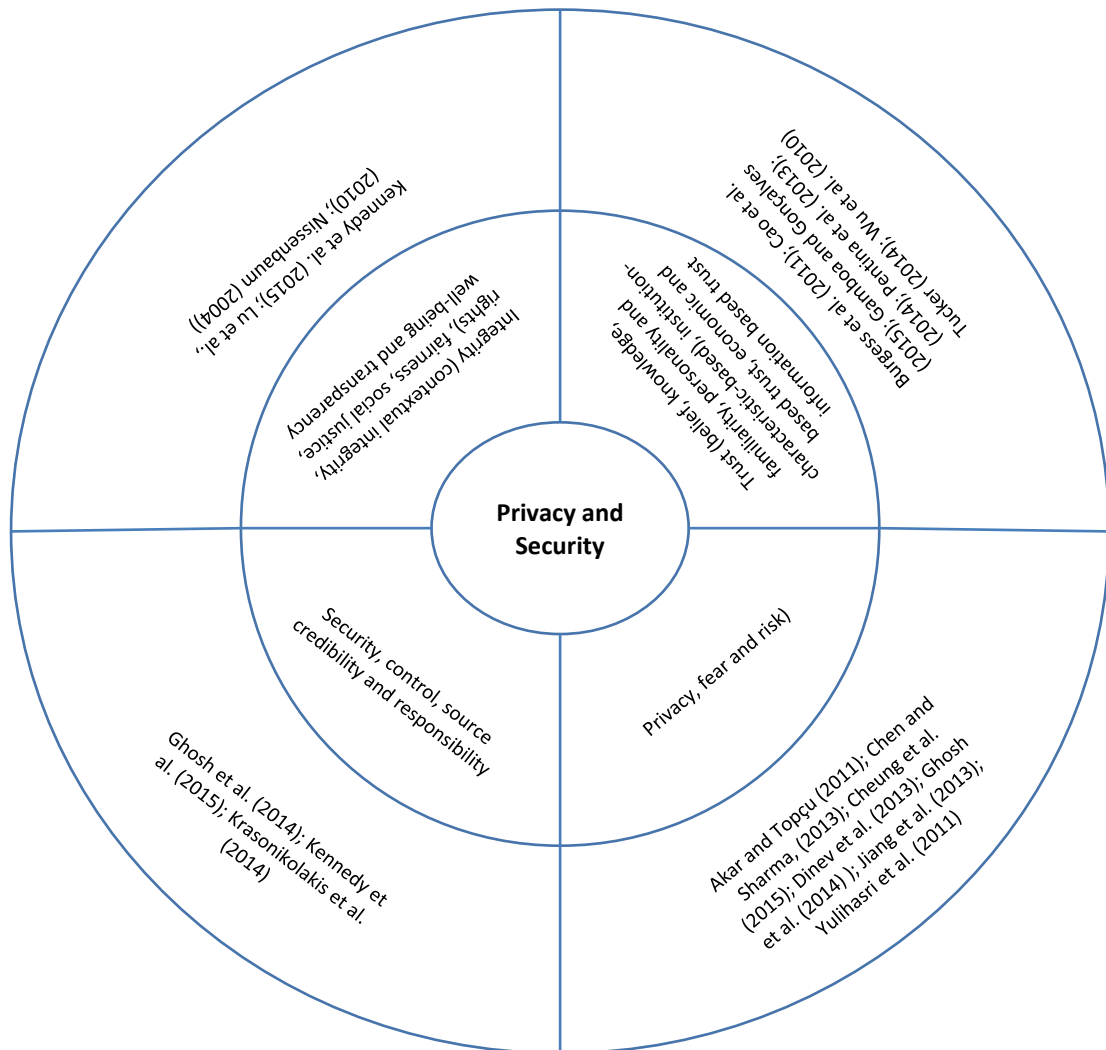 Kennedy et al. (2015); Lu et al.,
(2010); Nissenbaum (2004))
Burgess et al. (2011); Cao et al.
(2015); Gamboa and Gonçalves
(2014), Pentina et al. (2013);
Tucker (2014); Wu et al. (2010)
Integrity (contextual integrity,
rights), fairness, social justice,
well-being and transparency
Trust (belief, knowledge,
familiarity, personality and
characteristic-based), institution-
based trust, economic and
information based trust
Privacy and
Security
Security, control, source
credibility and responsibility
Privacy, fear and risk)
Ghosh et al. (2014); Kennedy et
al. (2015); Krasonikolakis et al.
(2014)
Akar and Topçu (2011); Chen and
Sharma, (2013); Cheung et al.
(2015); Dinev et al. (2013); Ghosh
et al. (2014) ); Jiang et al. (2013);
Yulihasri et al. (2011)